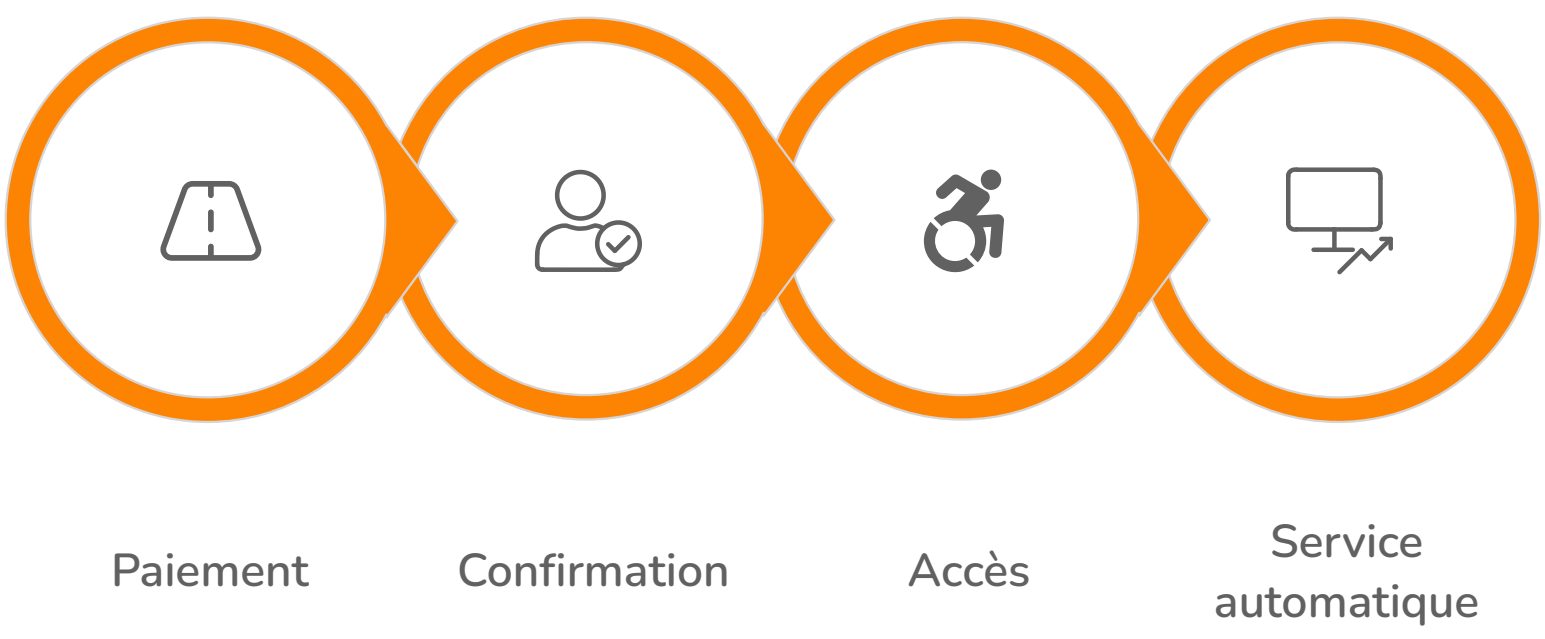 Paiement
Confirmation
Accès
Service
automatique